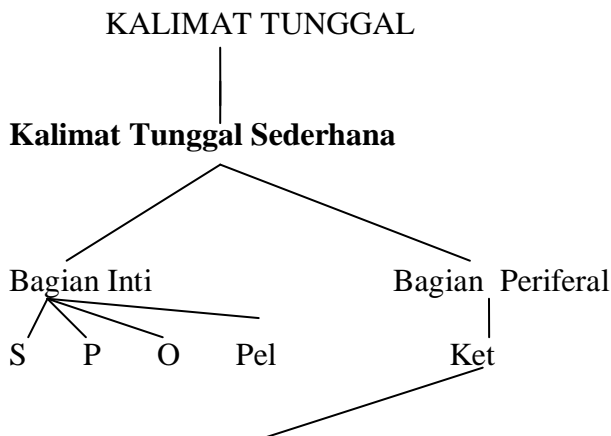 KALIMAT TUNGGAL
Kalimat Tunggal Sederhana
Bagian Inti Bagian Periferal
S P O Pel Ket